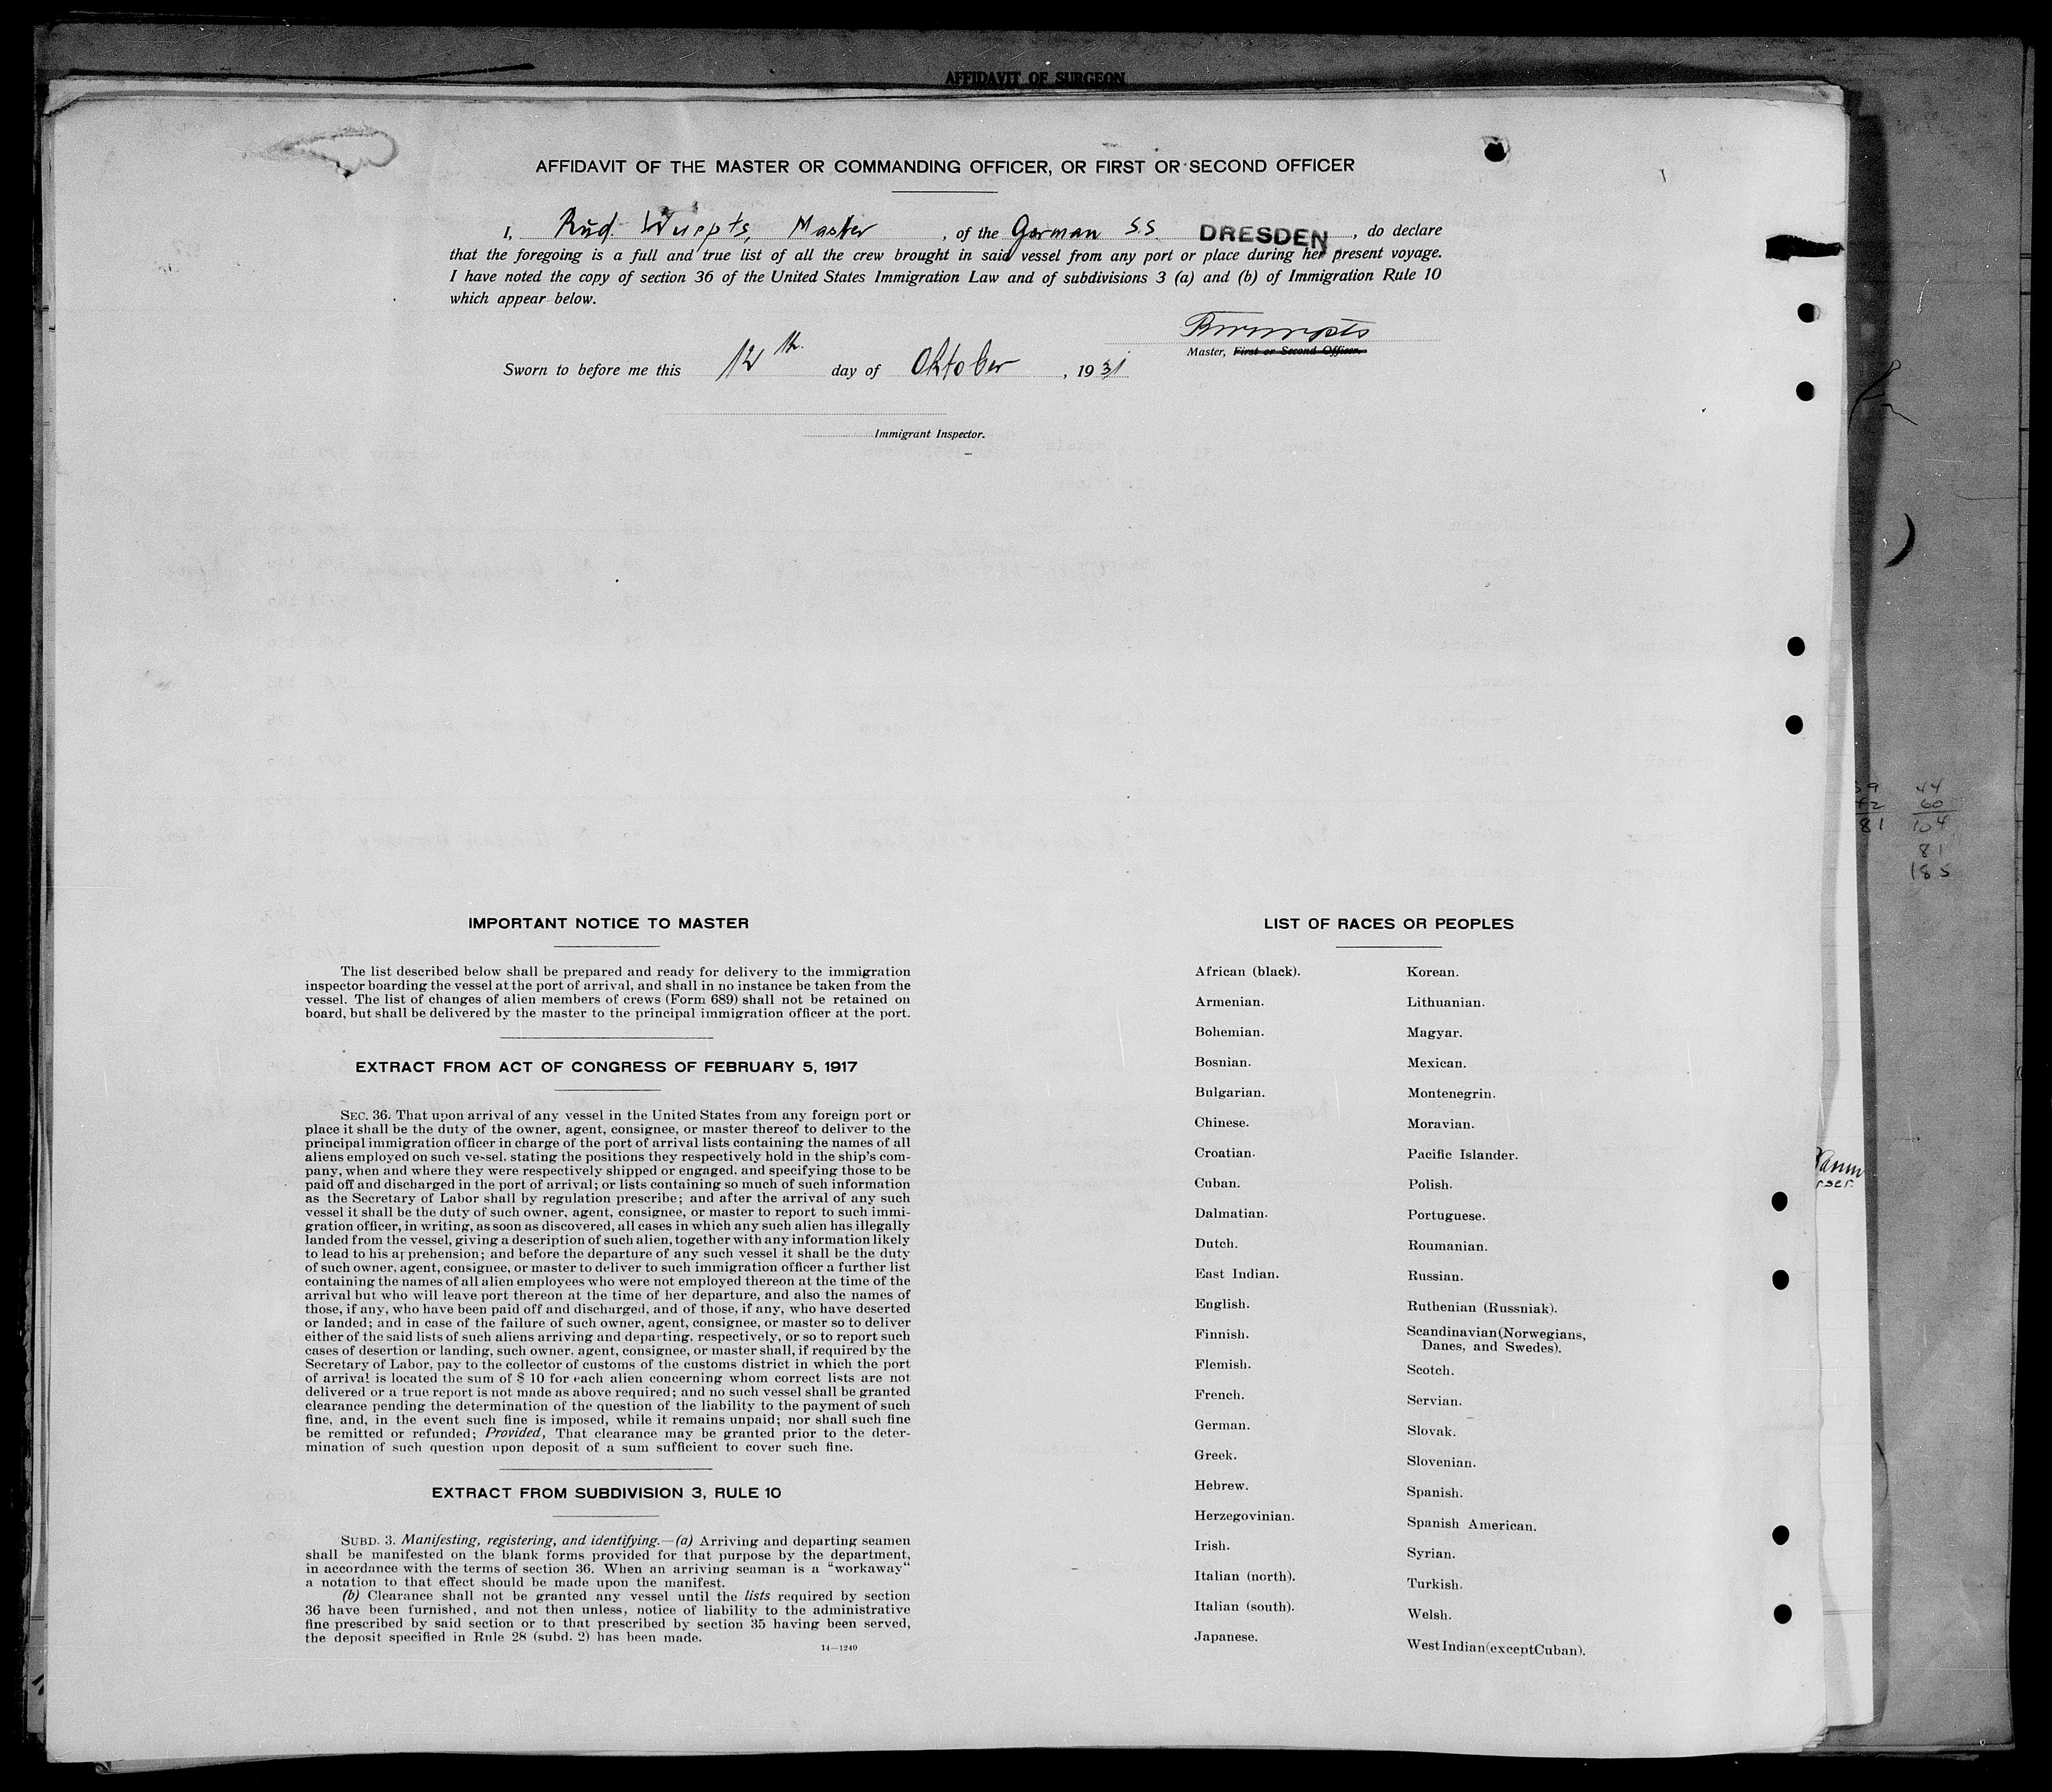 AFFIDAVIT OF SURGEON
AFFIDAVIT OF THE MASTER OR COMMANDING OFFICER, OR FIRST OR SECOND OFFICER
I, Rud. Wuepts, Master, of the German S.S. DRESDEN, do declare
that the foregoing is a full and true list of all the crew brought in said vessel from any port or place during her present voyage.
I have noted the copy of section 36 of the United States Immigration Law and of subdivisions 3 (a) and (b) of Immigration Rule 10
which appear below.
Master, First or Second Officer.
Sworn to before me this 12th day of Oktober, 1931
Immigrant Inspector.
44
60
104
81
81
185
IMPORTANT NOTICE TO MASTER
The list described below shall be prepared and ready for delivery to the immigration
inspector boarding the vessel at the port of arrival, and shall in no instance be taken from the
vessel. The list of changes of alien members of crews (Form 689) shall not be retained on
board, but shall be delivered by the master to the principal immigration officer at the port.
EXTRACT FROM ACT OF CONGRESS OF FEBRUARY 5, 1917
SEC. 36. That upon arrival of any vessel in the United States from any foreign port or
place it shall be the duty of the owner, agent, consignee, or master thereof to deliver to the
principal immigration officer in charge of the port of arrival lists containing the names of all
aliens employed on such vessel, stating the positions they respectively hold in the ship's com-
pany, when and where they were respectively shipped or engaged, and specifying those to be
paid off and discharged in the port of arrival; or lists containing so much of such information
as the Secretary of Labor shall by regulation prescribe; and after the arrival of any such
vessel it shall be the duty of such owner, agent, consignee, or master to report to such immi-
gration officer, in writing, as soon as discovered, all cases in which any such alien has illegally
landed from the vessel, giving a description of such alien, together with any information likely
to lead to his apprehension; and before the departure of any such vessel it shall be the duty
of such owner, agent, consignee, or master to deliver to such immigration officer a further list
containing the names of all alien employees who were not employed thereon at the time of the
arrival but who will leave port thereon at the time of her departure, and also the names of
those, if any, who have been paid off and discharged, and of those, if any, who have deserted
or landed; and in case of the failure of such owner, agent, consignee, or master so to deliver
either of the said lists of such aliens arriving and departing, respectively, or so to report such
cases of desertion or landing, such owner, agent, consignee, or master shall, if required by the
Secretary of Labor, pay to the collector of customs of the customs district in which the port
of arrival is located the sum of $ 10 for each alien concerning whom correct lists are not
delivered or a true report is not made as above required; and no such vessel shall be granted
clearance pending the determination of the question of the liability to the payment of such
fine, and, in the event such fine is imposed, while it remains unpaid; nor shall such fine
be remitted or refunded; Provided, That clearance may be granted prior to the deter-
mination of such question upon deposit of a sum sufficient to cover such fine.
EXTRACT FROM SUBDIVISION 3, RULE 10
SUBD. 3. Manifesting, registering, and identifying.—(a) Arriving and departing seamen
shall be manifested on the blank forms provided for that purpose by the department,
in accordance with the terms of section 36. When an arriving seaman is a "workaway"
a notation to that effect should be made upon the manifest.
(b) Clearance shall not be granted any vessel until the lists required by section
36 have been furnished, and not then unless, notice of liability to the administrative
fine prescribed by said section or to that prescribed by section 35 having been served,
the deposit specified in Rule 28 (subd. 2) has been made.
14—1240
LIST OF RACES OR PEOPLES
African (black).
Armenian.
Bohemian.
Bosnian.
Bulgarian.
Chinese.
Croatian.
Cuban.
Dalmatian.
Dutch.
East Indian.
English.
Finnish.
Flemish.
French.
German.
Greek.
Hebrew.
Herzegovinian.
Irish.
Italian (north).
Italian (south).
Japanese.
Korean.
Lithuanian.
Magyar.
Mexican.
Montenegrin.
Moravian.
Pacific Islander.
Polish.
Portuguese.
Roumanian.
Russian.
Ruthenian (Russniak).
Scandinavian (Norwegians,
Danes, and Swedes).
Scotch.
Servian.
Slovak.
Slovenian.
Spanish.
Spanish American.
Syrian.
Turkish.
Welsh.
West Indian (except Cuban).